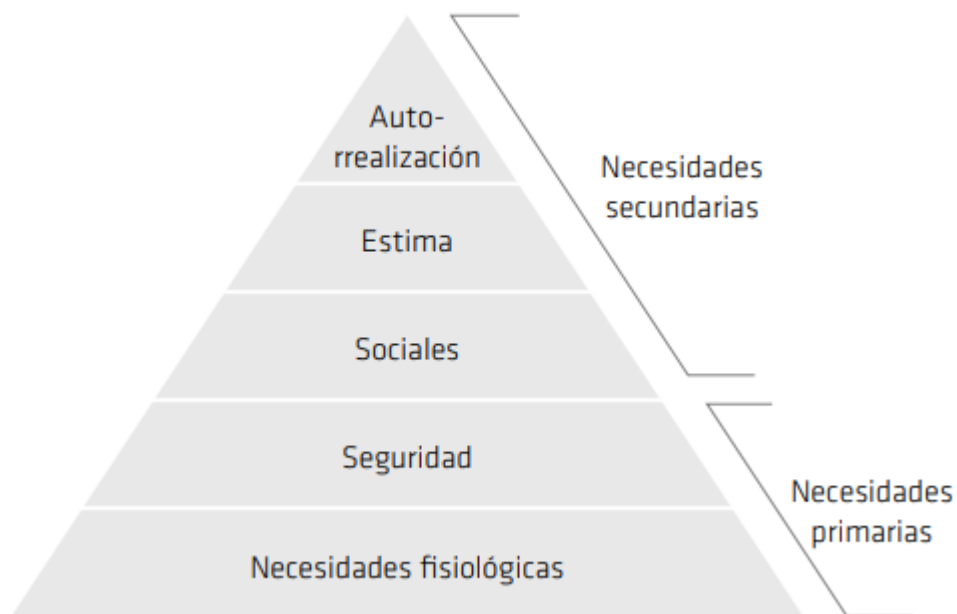 Auto-
rrealización
Necesidades
secundarias
Estima
Sociales
Seguridad
Necesidades
primarias
Necesidades fisiológicas